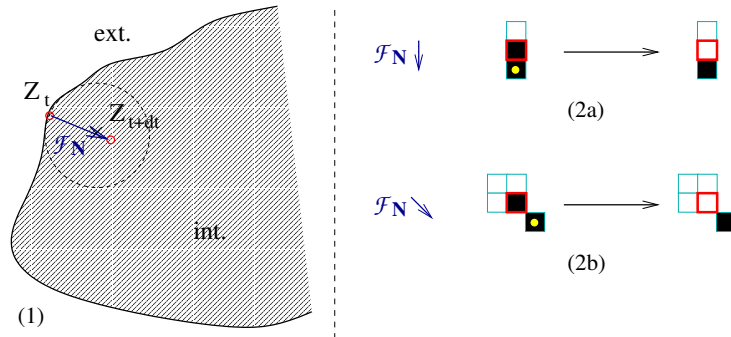 ext.
Z t
Z t+dt
ℱN
int.
(1)
ℱN
(2a)
ℱN
(2b)